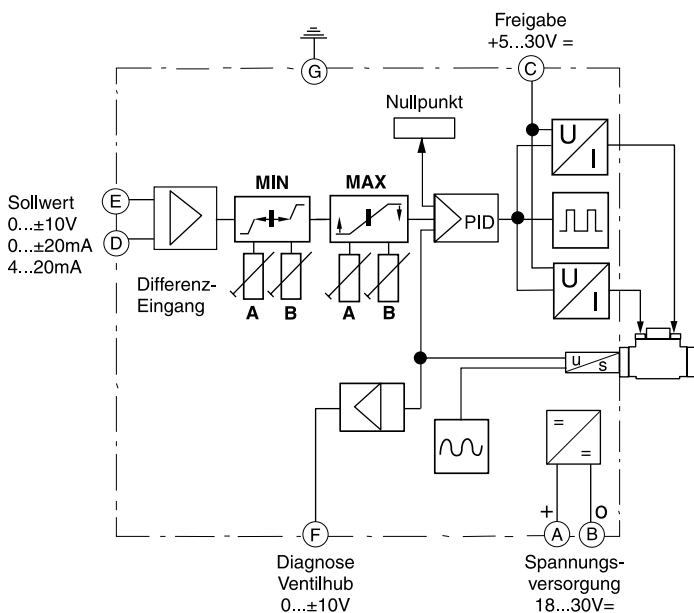 Freigabe
+5...30V =
G
C
Nullpunkt
U
I
MIN
MAX
E
Sollwert
0...±10V
0...±20mA
4...20mA
D
PID
Differenz-
Eingang
A
B
A
B
U
I
u
s
=
=
+
o
F
A
B
Diagnose
Ventilhub
0...±10V
Spannungs-
versorgung
18...30V=